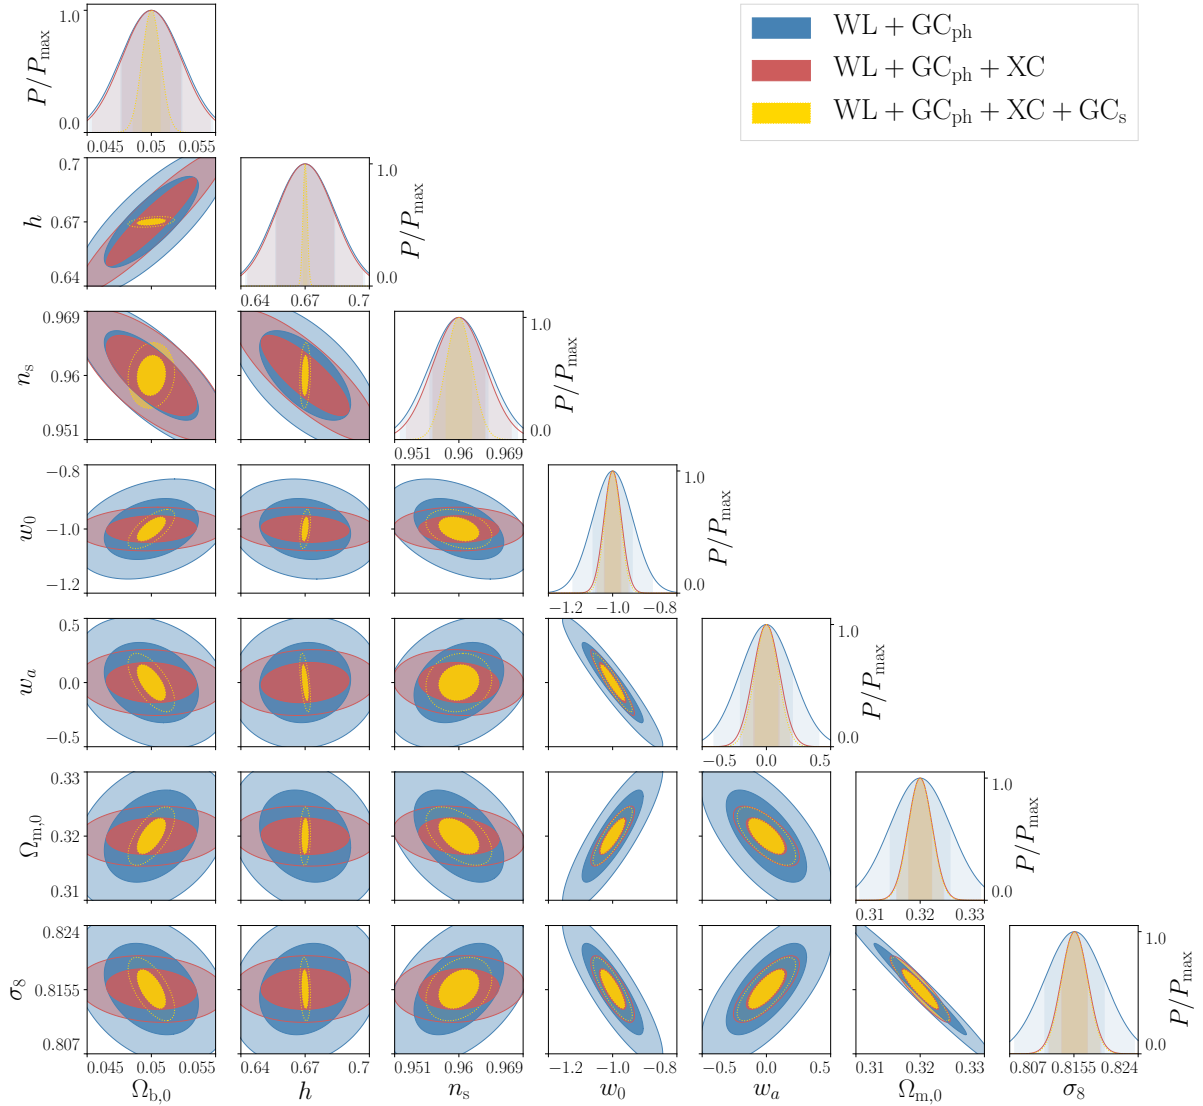 WL + GC_ph
WL + GC_ph + XC
WL + GC_ph + XC + GC_s
P/P_max
1.0
0.0
0.045 0.05 0.055
h
0.7
0.67
0.64
1.0
0.0
P/P_max
0.64 0.67 0.7
n_s
0.969
0.96
0.951
1.0
0.0
P/P_max
0.951 0.96 0.969
w_0
−0.8
−1.0
−1.2
1.0
0.0
P/P_max
−1.2 −1.0 −0.8
w_a
0.5
0.0
−0.5
1.0
0.0
P/P_max
−0.5 0.0 0.5
Ω_m,0
0.33
0.32
0.31
1.0
0.0
P/P_max
0.31 0.32 0.33
σ_8
0.824
0.8155
0.807
1.0
0.0
P/P_max
0.045 0.05 0.055 0.64 0.67 0.7 0.951 0.96 0.969 −1.2 −1.0 −0.8 −0.5 0.0 0.5 0.31 0.32 0.33 0.807 0.8155 0.824
Ω_b,0 h n_s w_0 w_a Ω_m,0 σ_8